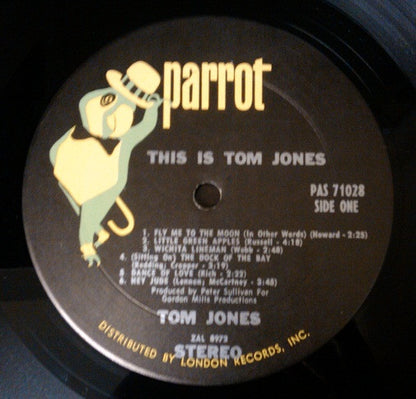 parrot
THIS IS TOM JONES
PAS 71028
SIDE ONE
1. FLY ME TO THE MOON (In Other Words) (Howard - 2:25)
2. LITTLE GREEN APPLES (Russell - 4:18)
3. WICHITA LINEMAN (Webb - 2:48)
4. (Sitting On) THE DOCK OF THE BAY
(Redding; Cropper - 3:19)
5. DANCE OF LOVE (Rich - 2:32)
6. HEY JUDE (Lennon; McCartney - 3:48)
Produced by Peter Sullivan For
Gordon Mills Productions
TOM JONES
ZAL 8973
STEREO
DISTRIBUTED BY LONDON RECORDS, INC.